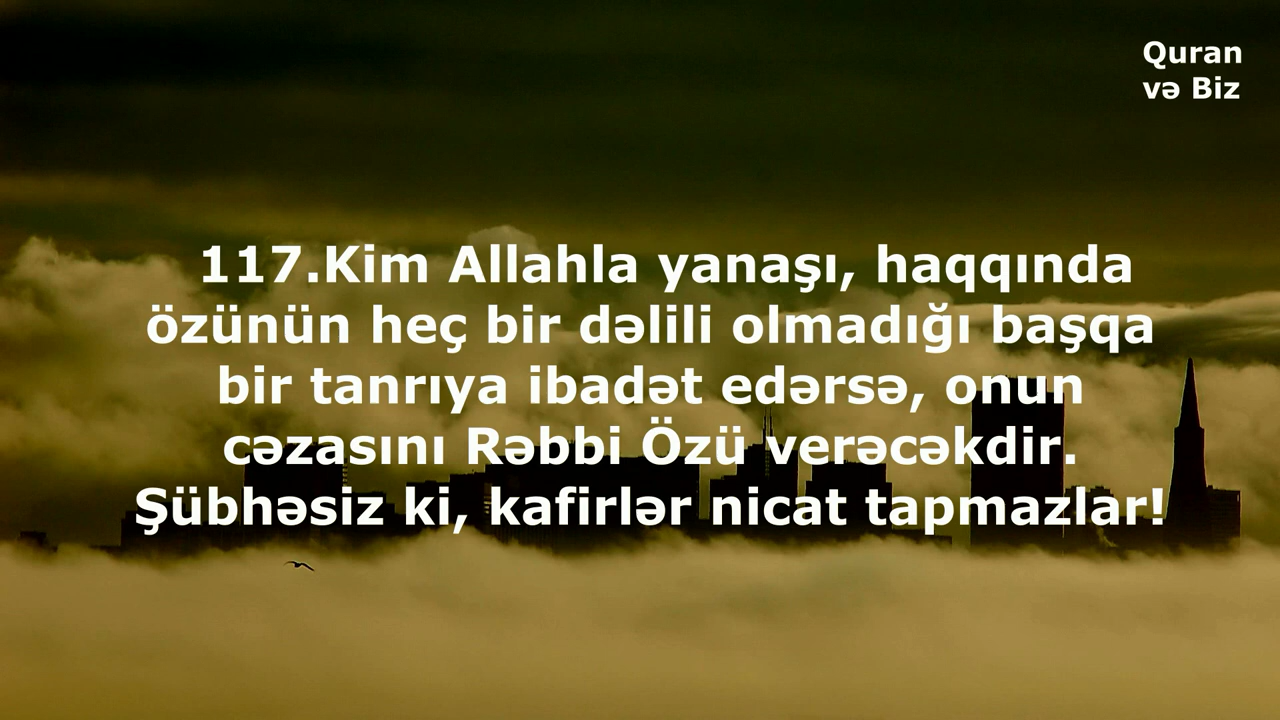 Quran
və Biz
117.Kim Allahla yanaşı, haqqında
özünün heç bir dəlili olmadığı başqa
bir tanrıya ibadət edərsə, onun
cəzasını Rəbbi Özü verəcəkdir.
Şübhəsiz ki, kafirlər nicat tapmazlar!